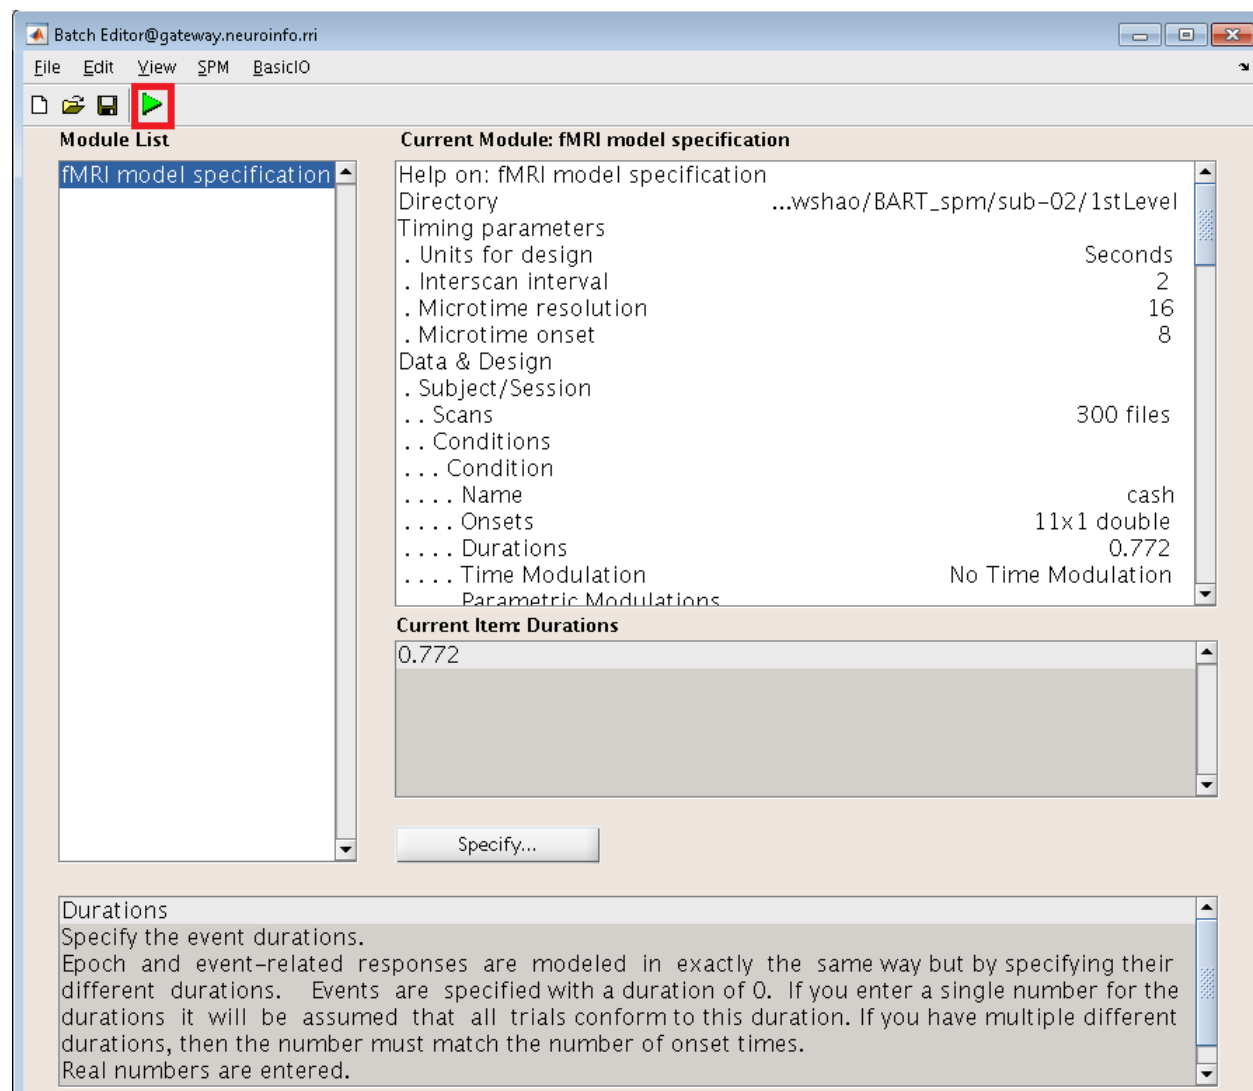 Batch Editor@gateway.neuroinfo.rri
File Edit View SPM BasicIO
Module List
fMRI model specification
Current Module: fMRI model specification
Help on: fMRI model specification
Directory ...wshao/BART_spm/sub-02/1stLevel
Timing parameters
. Units for design Seconds
. Interscan interval 2
. Microtime resolution 16
. Microtime onset 8
Data & Design
. Subject/Session
. . Scans 300 files
. . Conditions
. . . Condition
. . . . Name cash
. . . . Onsets 11x1 double
. . . . Durations 0.772
. . . . Time Modulation No Time Modulation
Parametric Modulations
Current Item: Durations
0.772
Specify...
Durations
Specify the event durations.
Epoch and event-related responses are modeled in exactly the same way but by specifying their
different durations. Events are specified with a duration of 0. If you enter a single number for the
durations it will be assumed that all trials conform to this duration. If you have multiple different
durations, then the number must match the number of onset times.
Real numbers are entered.